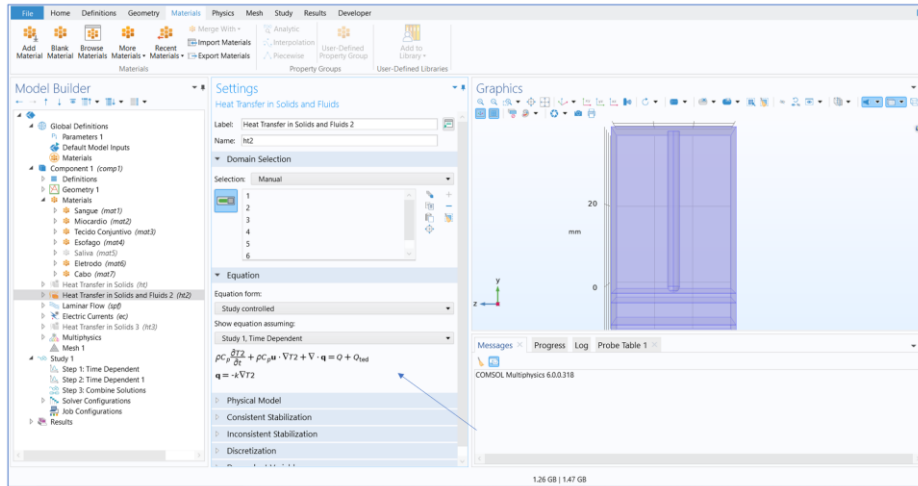 File Home Definitions Geometry Materials Physics Mesh Study Results Developer
Add Material
Blank Material
Browse Materials
More Materials
Recent Materials
Merge With
Import Materials
Export Materials
Materials
Analytic
Interpolation
Piecewise
User-Defined Property Group
Property Groups
Add to Library
User-Defined Libraries
Model Builder
Global Definitions
Parameters 1
Default Model Inputs
Materials
Component 1 (comp1)
Definitions
Geometry 1
Materials
Sangue (mat1)
Miocardio (mat2)
Tecido Conjuntivo (mat3)
Esofago (mat4)
Saliva (mat5)
Eletrodo (mat6)
Cabo (mat7)
Heat Transfer in Solids (ht)
Heat Transfer in Solids and Fluids 2 (ht2)
Laminar Flow (spf)
Electric Currents (ec)
Heat Transfer in Solids 3 (ht3)
Multiphysics
Mesh 1
Study 1
Step 1: Time Dependent
Step 2: Time Dependent 1
Step 3: Combine Solutions
Solver Configurations
Job Configurations
Results
Settings
Heat Transfer in Solids and Fluids
Label: Heat Transfer in Solids and Fluids 2
Name: ht2
Domain Selection
Selection: Manual
1
2
3
4
5
6
Equation
Equation form:
Study controlled
Show equation assuming:
Study 1, Time Dependent
ρCp ∂T2/∂t + ρCp u · ∇T2 + ∇ · q = Q + Qted
q = -k∇T2
Physical Model
Consistent Stabilization
Inconsistent Stabilization
Discretization
Graphics
20
mm
0
y
z
Messages Progress Log Probe Table 1
COMSOL Multiphysics 6.0.0.318
1.26 GB | 1.47 GB